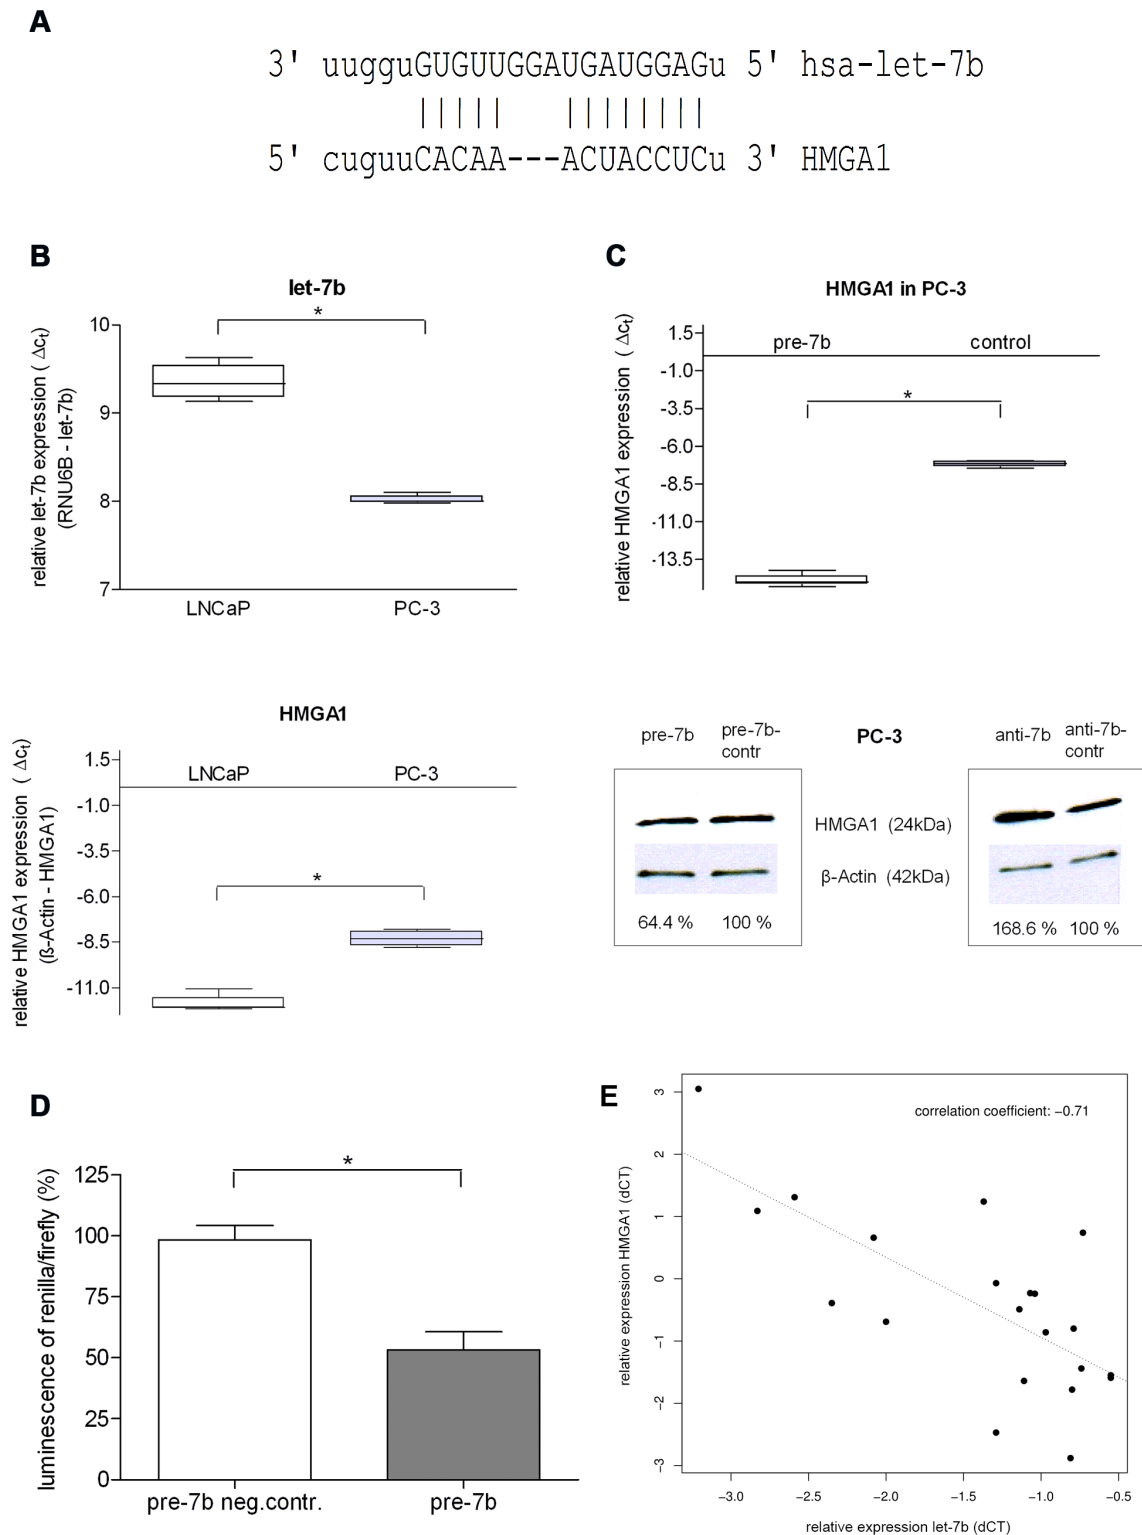 A
3' uugguGUGUUGGAUGAUGGAGu 5' hsa-let-7b
5' cuguuCACAA---ACUACCUCu 3' HMGA1
B
let-7b
*
relative let-7b expression ( Δct)
(RNU6B - let-7b)
10
9
8
7
LNCaP PC-3
C
HMGA1 in PC-3
relative HMGA1 expression ( Δct)
1.5
-1.0
-3.5
-6.0
-8.5
-11.0
-13.5
pre-7b control
*
HMGA1
relative HMGA1 expression ( Δct)
(ß-Actin - HMGA1)
1.5
-1.0
-3.5
-6.0
-8.5
-11.0
LNCaP PC-3
*
pre-7b pre-7b-contr PC-3 anti-7b anti-7b-contr
HMGA1 (24kDa)
β-Actin (42kDa)
64.4 % 100 % 168.6 % 100 %
D
luminescence of renilla/firefly (%)
125
100
75
50
25
0
*
pre-7b neg.contr. pre-7b
E
correlation coefficient: −0.71
relative expression HMGA1 (dCT)
3
2
1
0
−1
−2
−3
−3.0 −2.5 −2.0 −1.5 −1.0 −0.5
relative expression let-7b (dCT)